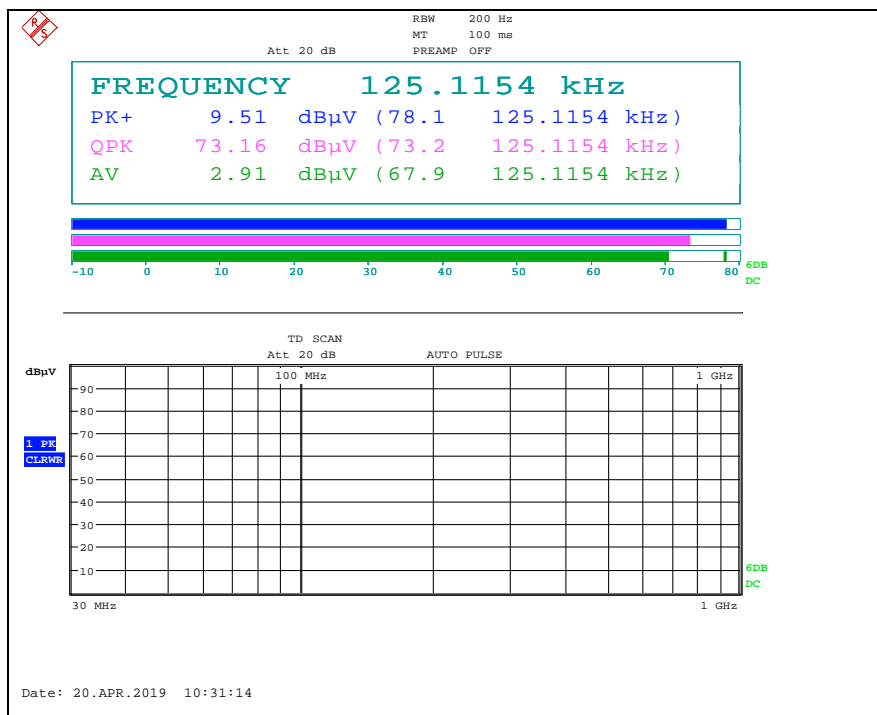 R S
RBW 200 Hz
MT 100 ms
Att 20 dB PREAMP OFF
FREQUENCY 125.1154 kHz
PK+ 9.51 dBµV (78.1 125.1154 kHz)
QPK 73.16 dBµV (73.2 125.1154 kHz)
AV 2.91 dBµV (67.9 125.1154 kHz)
-10 0 10 20 30 40 50 60 70 80
6DB
DC
TD SCAN
Att 20 dB AUTO PULSE
dBµV
100 MHz 1 GHz
90
80
70
1 PK
CLRWR
60
50
40
30
20
10
6DB
DC
30 MHz 1 GHz
Date: 20.APR.2019 10:31:14